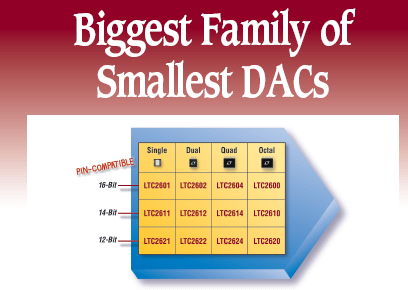 Biggest Family of
Smallest DACs
Single Dual Quad Octal
PIN-COMPATIBLE
16-Bit LTC2601 LTC2602 LTC2604 LTC2600
14-Bit LTC2611 LTC2612 LTC2614 LTC2610
12-Bit LTC2621 LTC2622 LTC2624 LTC2620